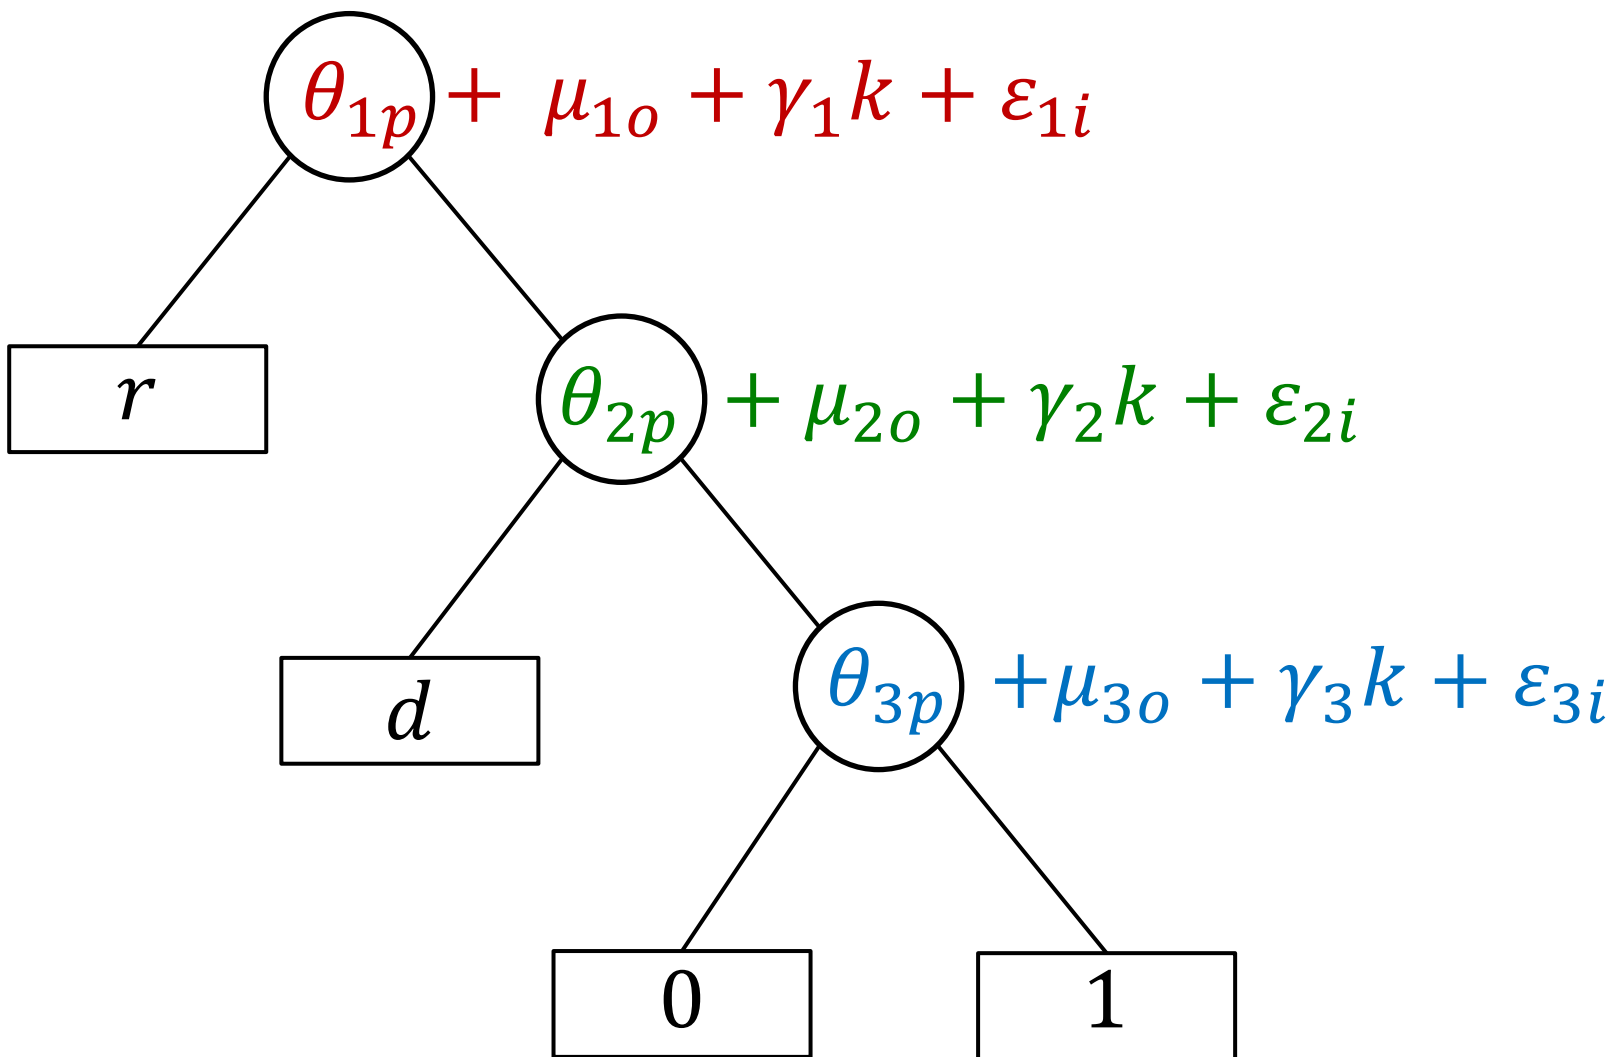 θ₁ₚ + μ₁ₒ + γ₁k + ε₁ᵢ
r
θ₂ₚ + μ₂ₒ + γ₂k + ε₂ᵢ
d
θ₃ₚ +μ₃ₒ + γ₃k + ε₃ᵢ
0
1